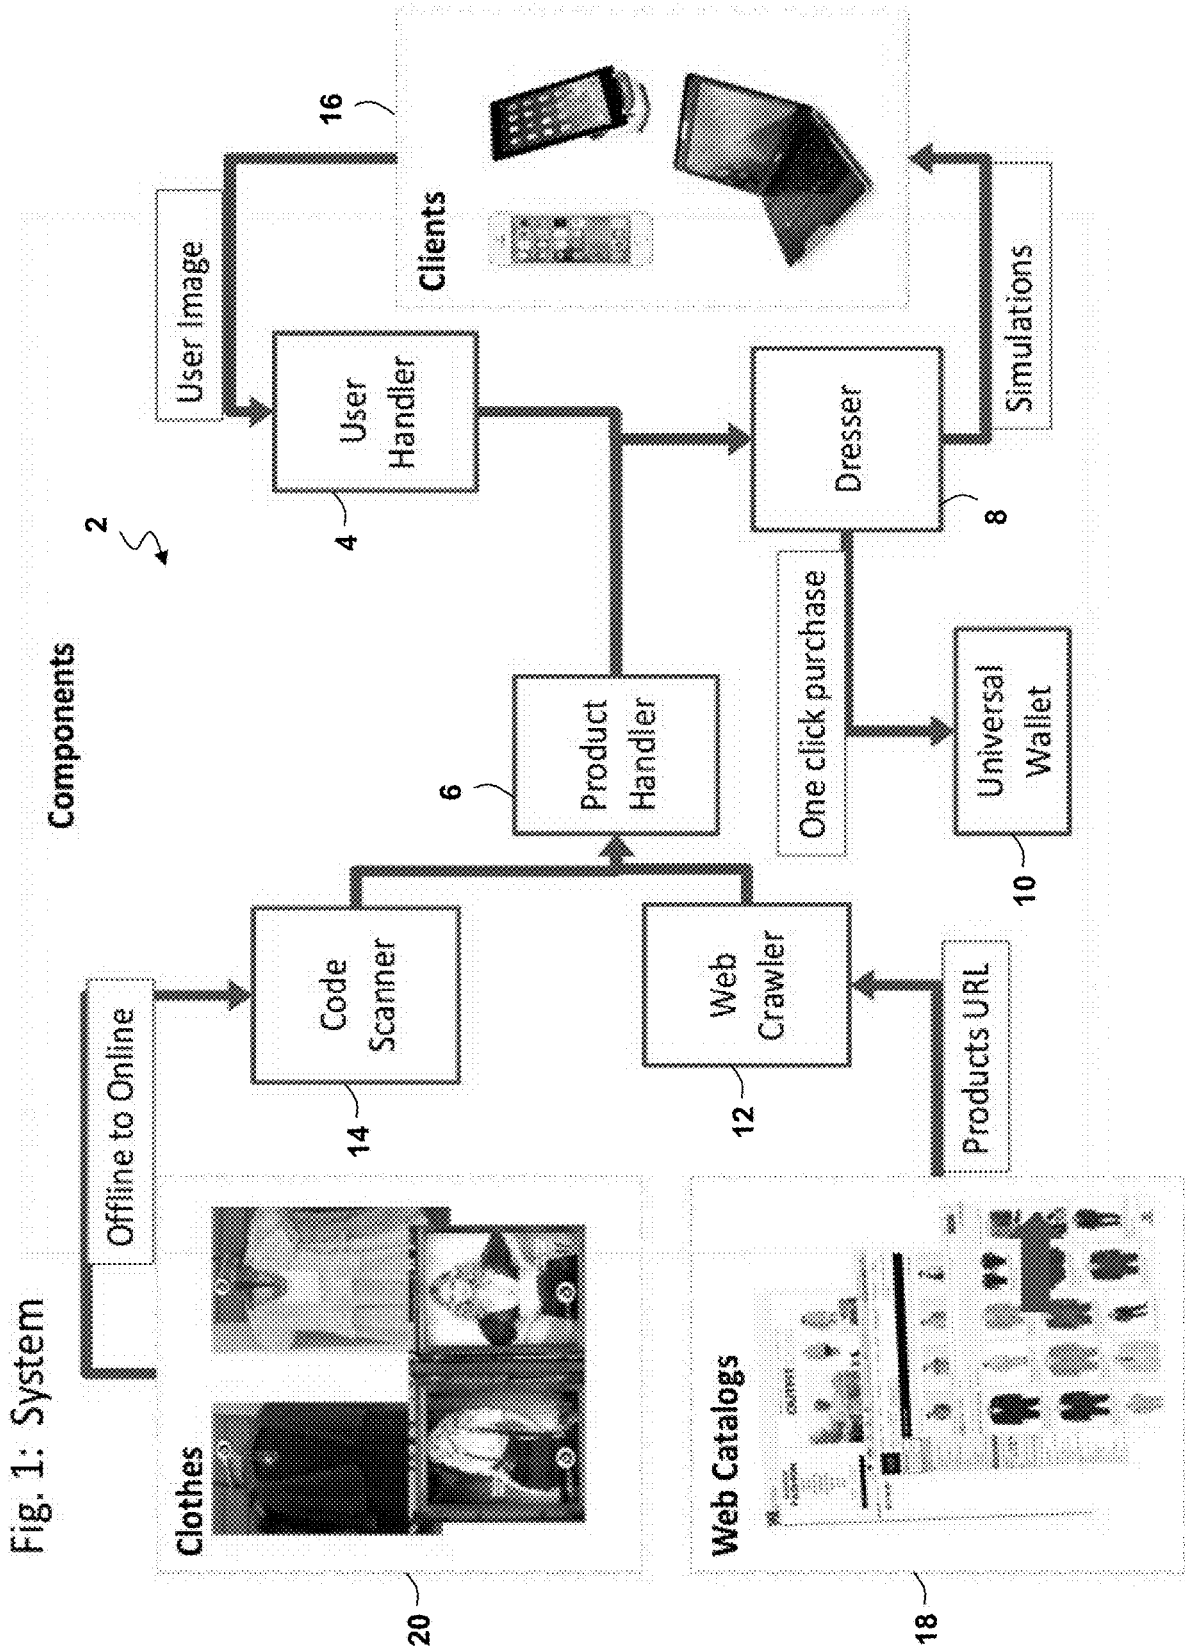 Fig. 1: System
Components
2
Clothes
20
Offline to Online
Code
Scanner
14
Web Catalogs
18
Products URL
Web
Crawler
12
Product
Handler
6
User
Handler
4
User Image
Clients
16
Dresser
8
Simulations
One click purchase
Universal
Wallet
10